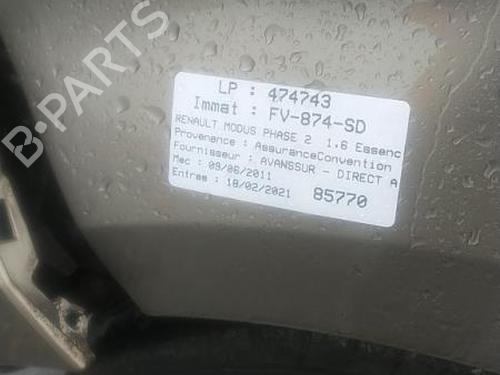 LP : 474743
Immat : FV-874-SD
RENAULT MODUS PHASE 2 1.6 Essenc
Provenance : AssuranceConvention
Fournisseur : AVANSSUR - DIRECT A
Mec : 09/06/2011
Entree : 18/02/2021 85770
B-PARTS